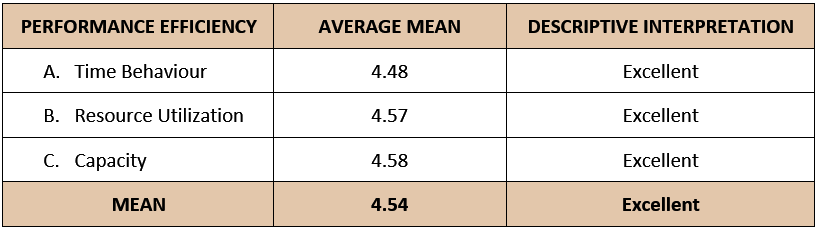 PERFORMANCE EFFICIENCY AVERAGE MEAN DESCRIPTIVE INTERPRETATION
A. Time Behaviour 4.48 Excellent
B. Resource Utilization 4.57 Excellent
C. Capacity 4.58 Excellent
MEAN 4.54 Excellent